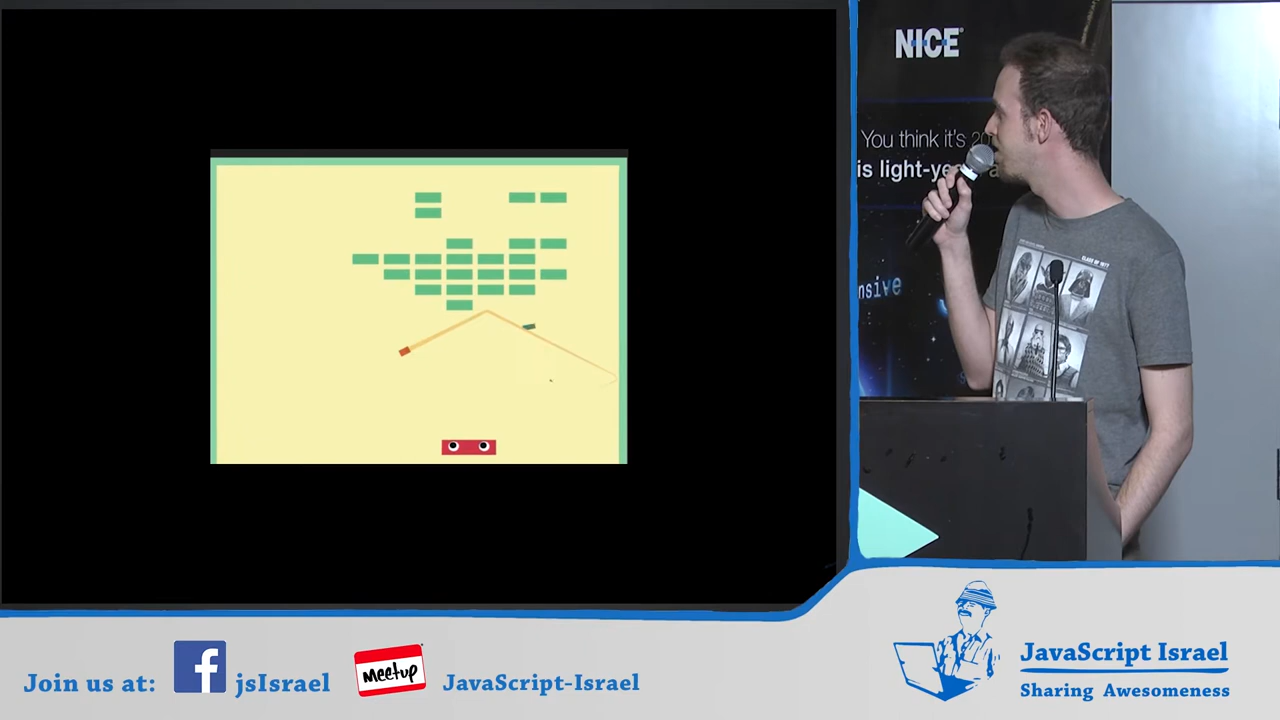 NICE
You think it's
is light-ye
nsive
CLASS OF 1977
Join us at:
f jsIsrael
Meetup
JavaScript-Israel
JavaScript Israel
Sharing Awesomeness